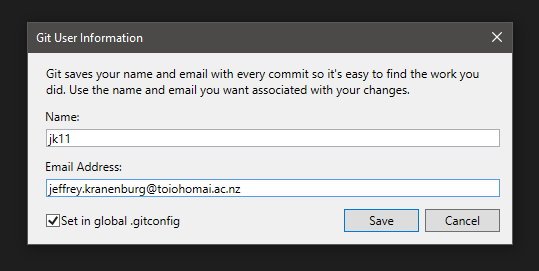 Git User Information
Git saves your name and email with every commit so it's easy to find the work you
did. Use the name and email you want associated with your changes.
Name:
jk11
Email Address:
jeffrey.kranenburg@toiohomai.ac.nz
Set in global .gitconfig
Save
Cancel